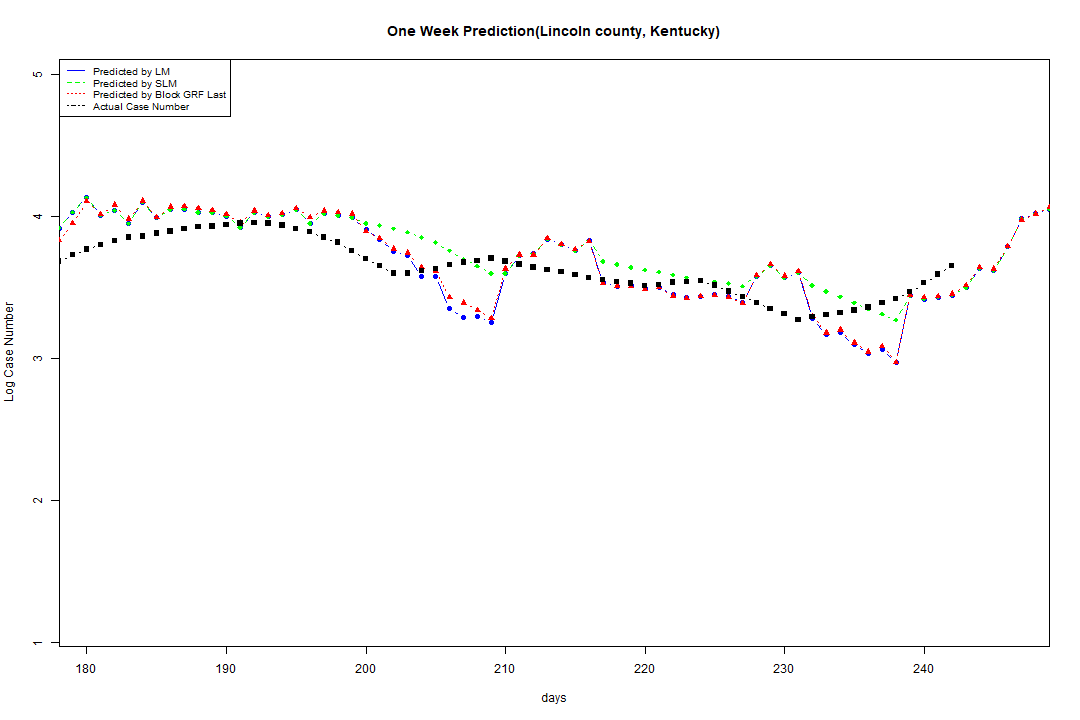 One Week Prediction(Lincoln county, Kentucky)
Predicted by LM
Predicted by SLM
Predicted by Block GRF Last
Actual Case Number
5
4
3
2
1
Log Case Number
180 190 200 210 220 230 240
days